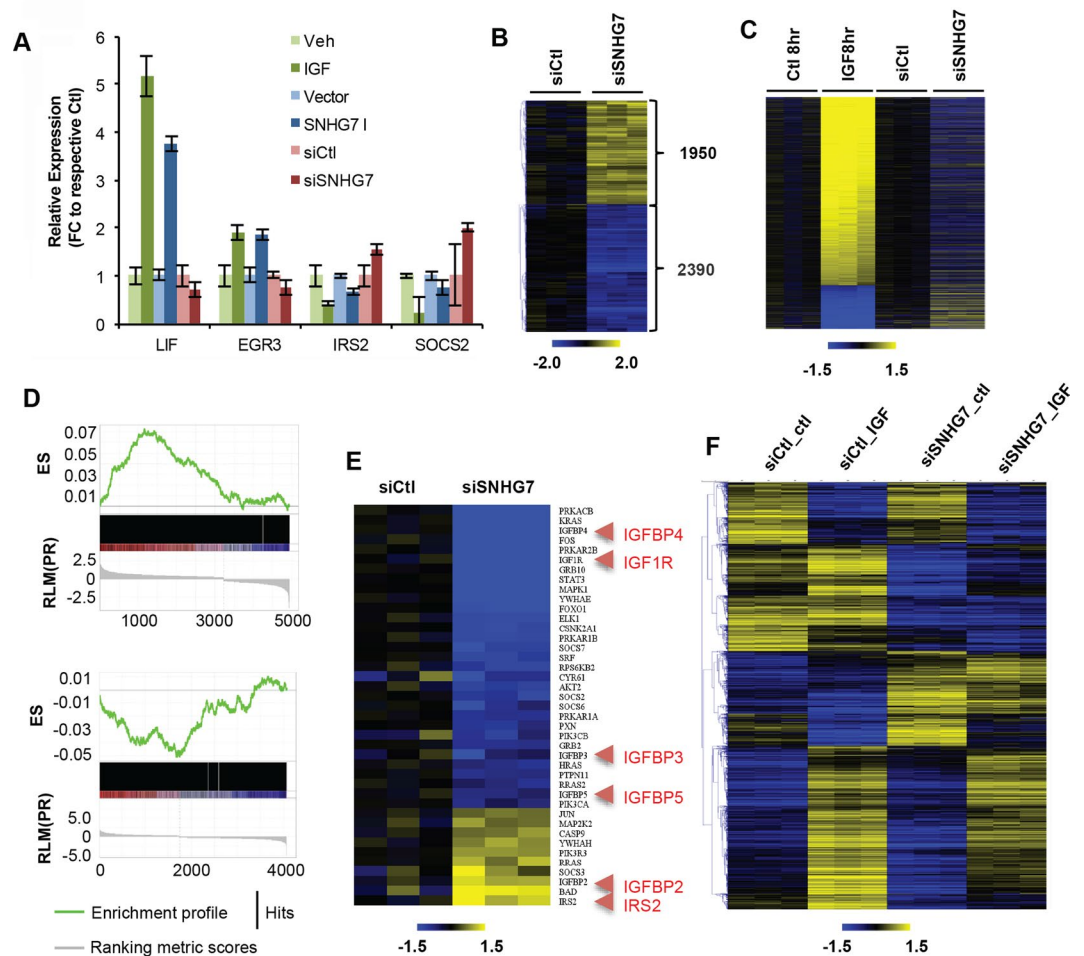 A
6
5
4
3
2
1
0
Relative Expression
(FC to respective Ctl)
Veh
IGF
Vector
SNHG7 I
siCtl
siSNHG7
LIF
EGR3
IRS2
SOCS2
B
siCtl
siSNHG7
1950
2390
-2.0
2.0
C
Ctl 8hr
IGF8hr
siCtl
siSNHG7
-1.5
1.5
D
ES
0.07
0.05
0.03
0.01
RLM(PR)
2.5
0
-2.5
1000
3000
5000
ES
0.01
-0.01
-0.03
-0.05
RLM(PR)
5.0
0
-5.0
0
2000
4000
Enrichment profile
Hits
Ranking metric scores
E
siCtl
siSNHG7
PRKACB
KRAS
IGFBP4
FOS
PRKAR2B
IGF1R
GRB10
STAT3
MAPK1
YWHAE
FOXO1
ELK1
CSNK2A1
PRKAR1B
SOCS7
SRF
RPS6KB2
CYR61
AKT2
SOCS2
SOCS6
PRKAR1A
PXN
PIK3CB
GRB2
IGFBP3
HRAS
PTPN11
RRAS2
IGFBP5
PIK3CA
JUN
MAP2K2
CASP9
YWHAH
PIK3R3
RRAS
SOCS3
IGFBP2
BAD
IRS2
IGFBP4
IGF1R
IGFBP3
IGFBP5
IGFBP2
IRS2
-1.5
1.5
F
siCtl_ctl
siCtl_IGF
siSNHG7_ctl
siSNHG7_IGF
-1.5
1.5